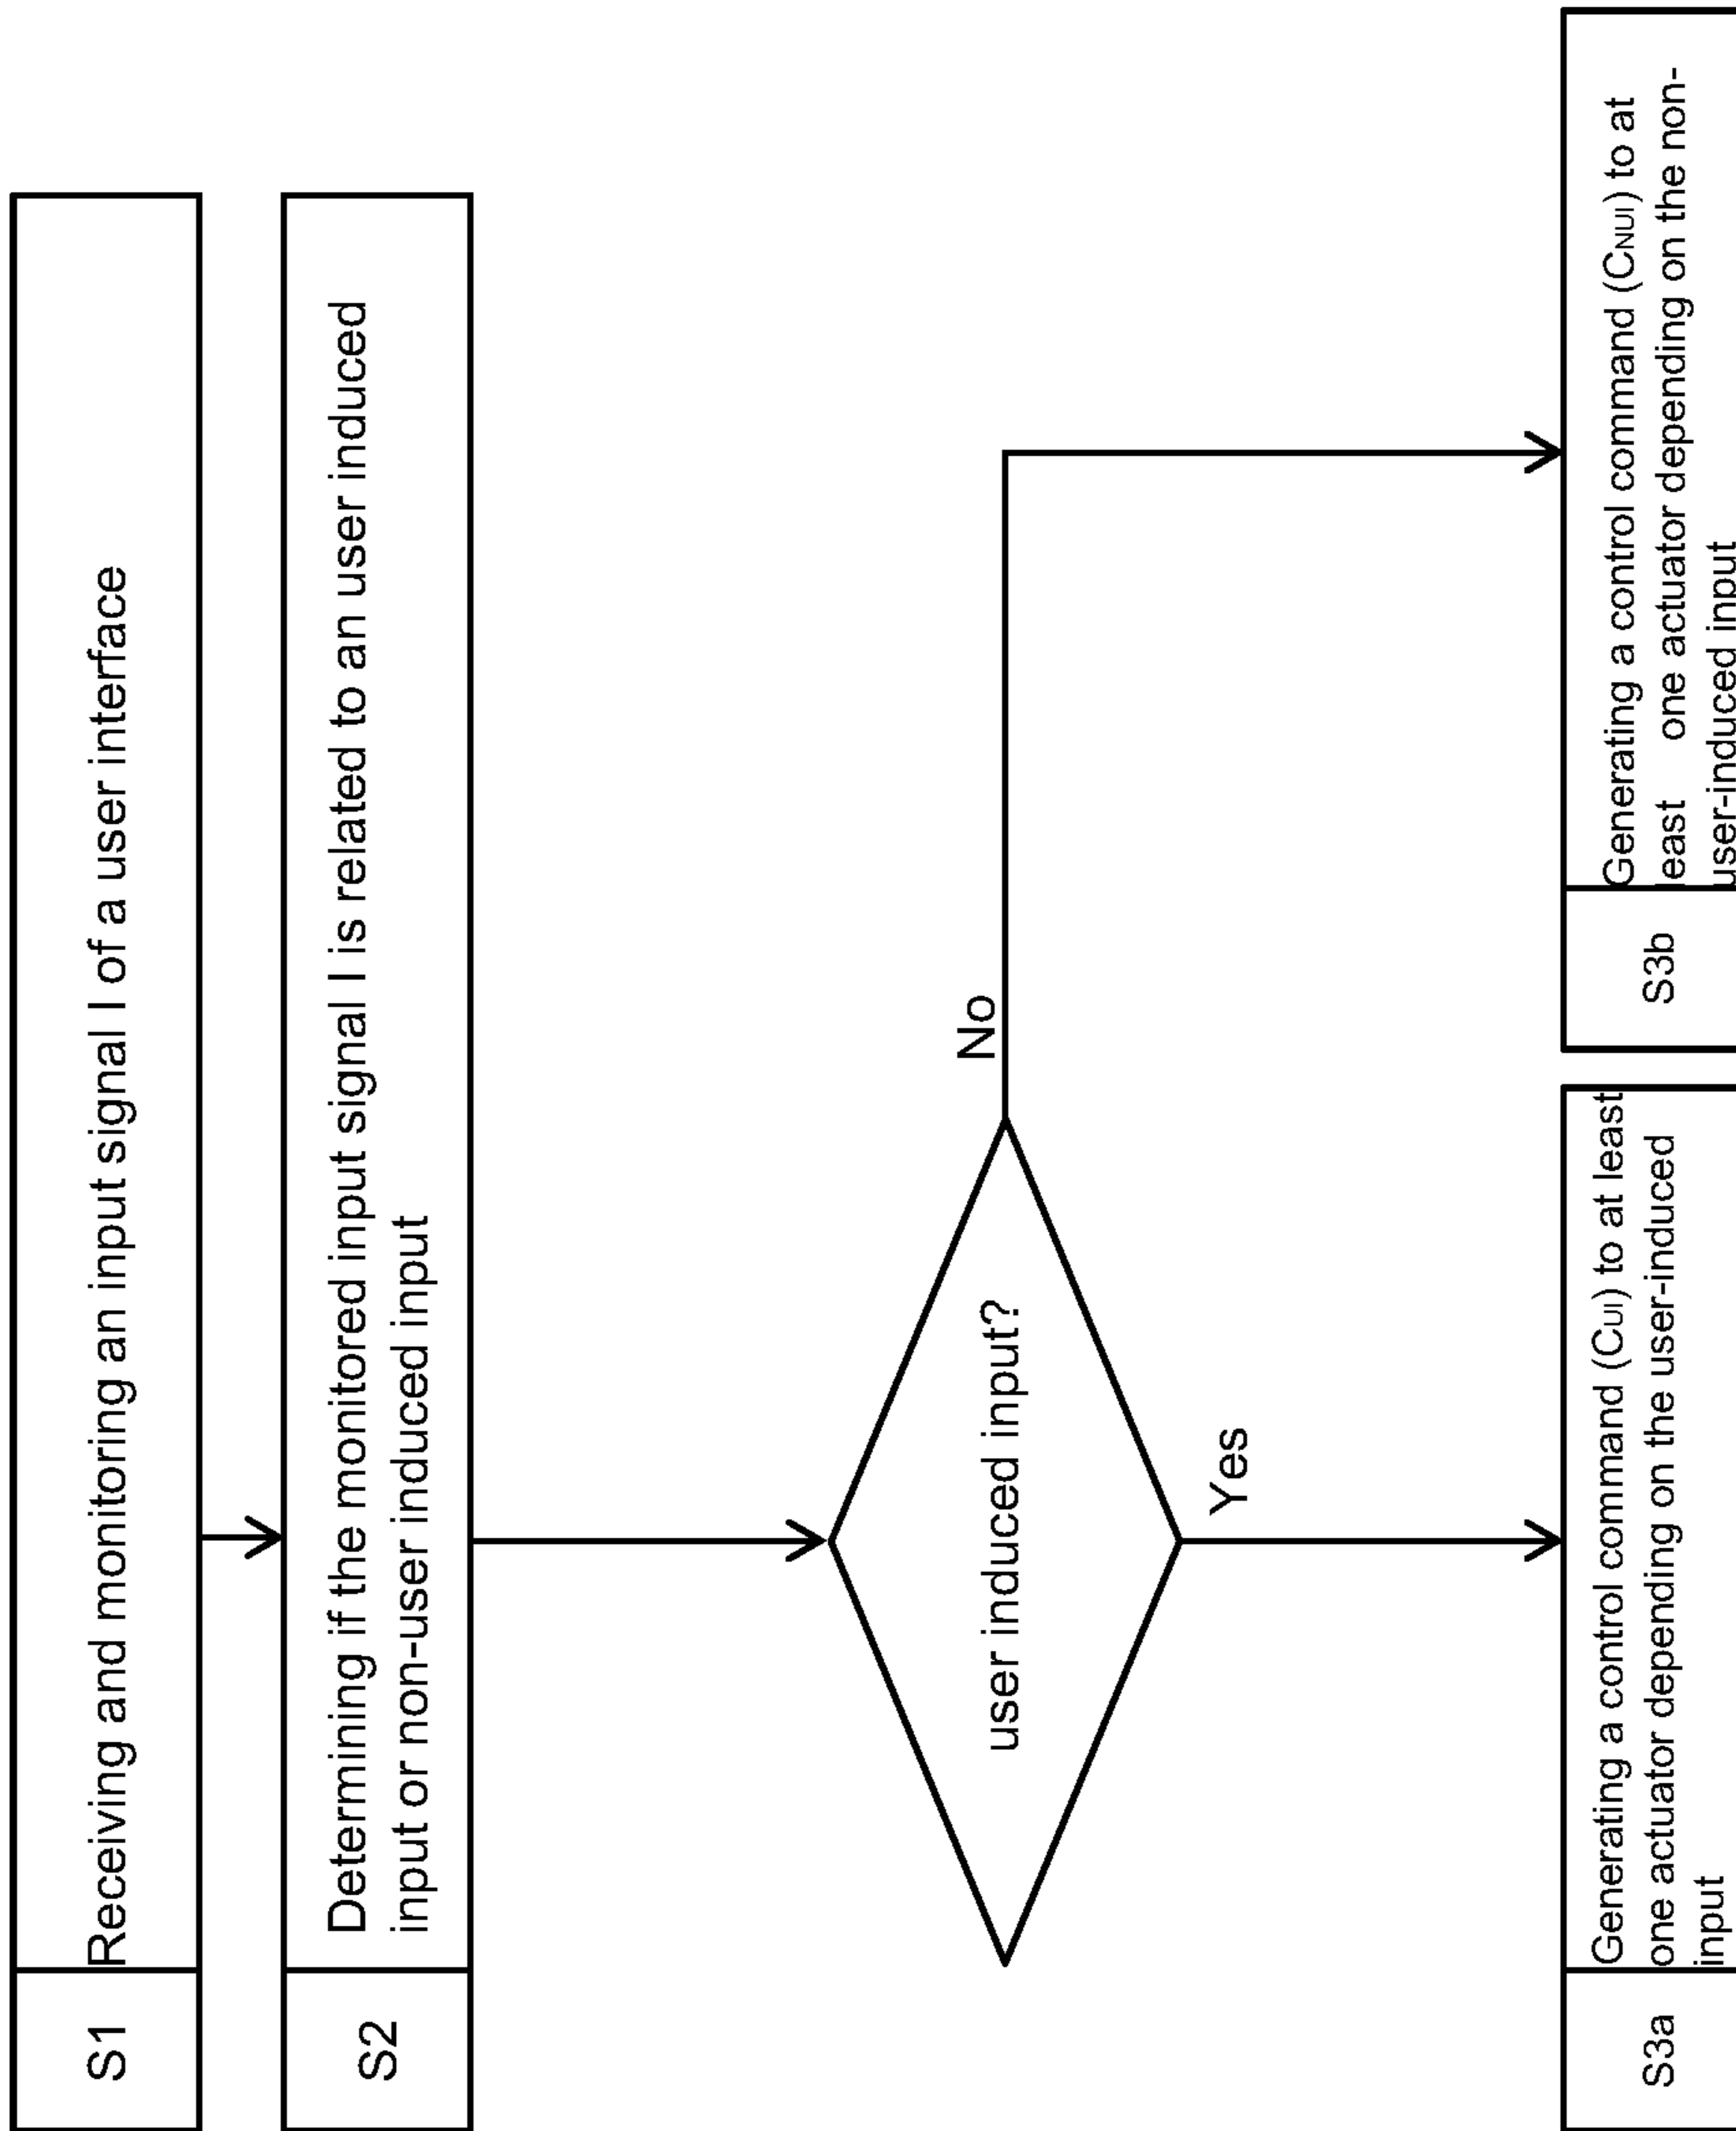 S1
Receiving and monitoring an input signal I of a user interface
S2
Determining if the monitored input signal I is related to an user induced
input or non-user induced input
user induced input?
No
Yes
S3a
Generating a control command (CUI) to at least
one actuator depending on the user-induced
input
S3b
Generating a control command (CNUI) to at
least one actuator depending on the non-
user-induced input